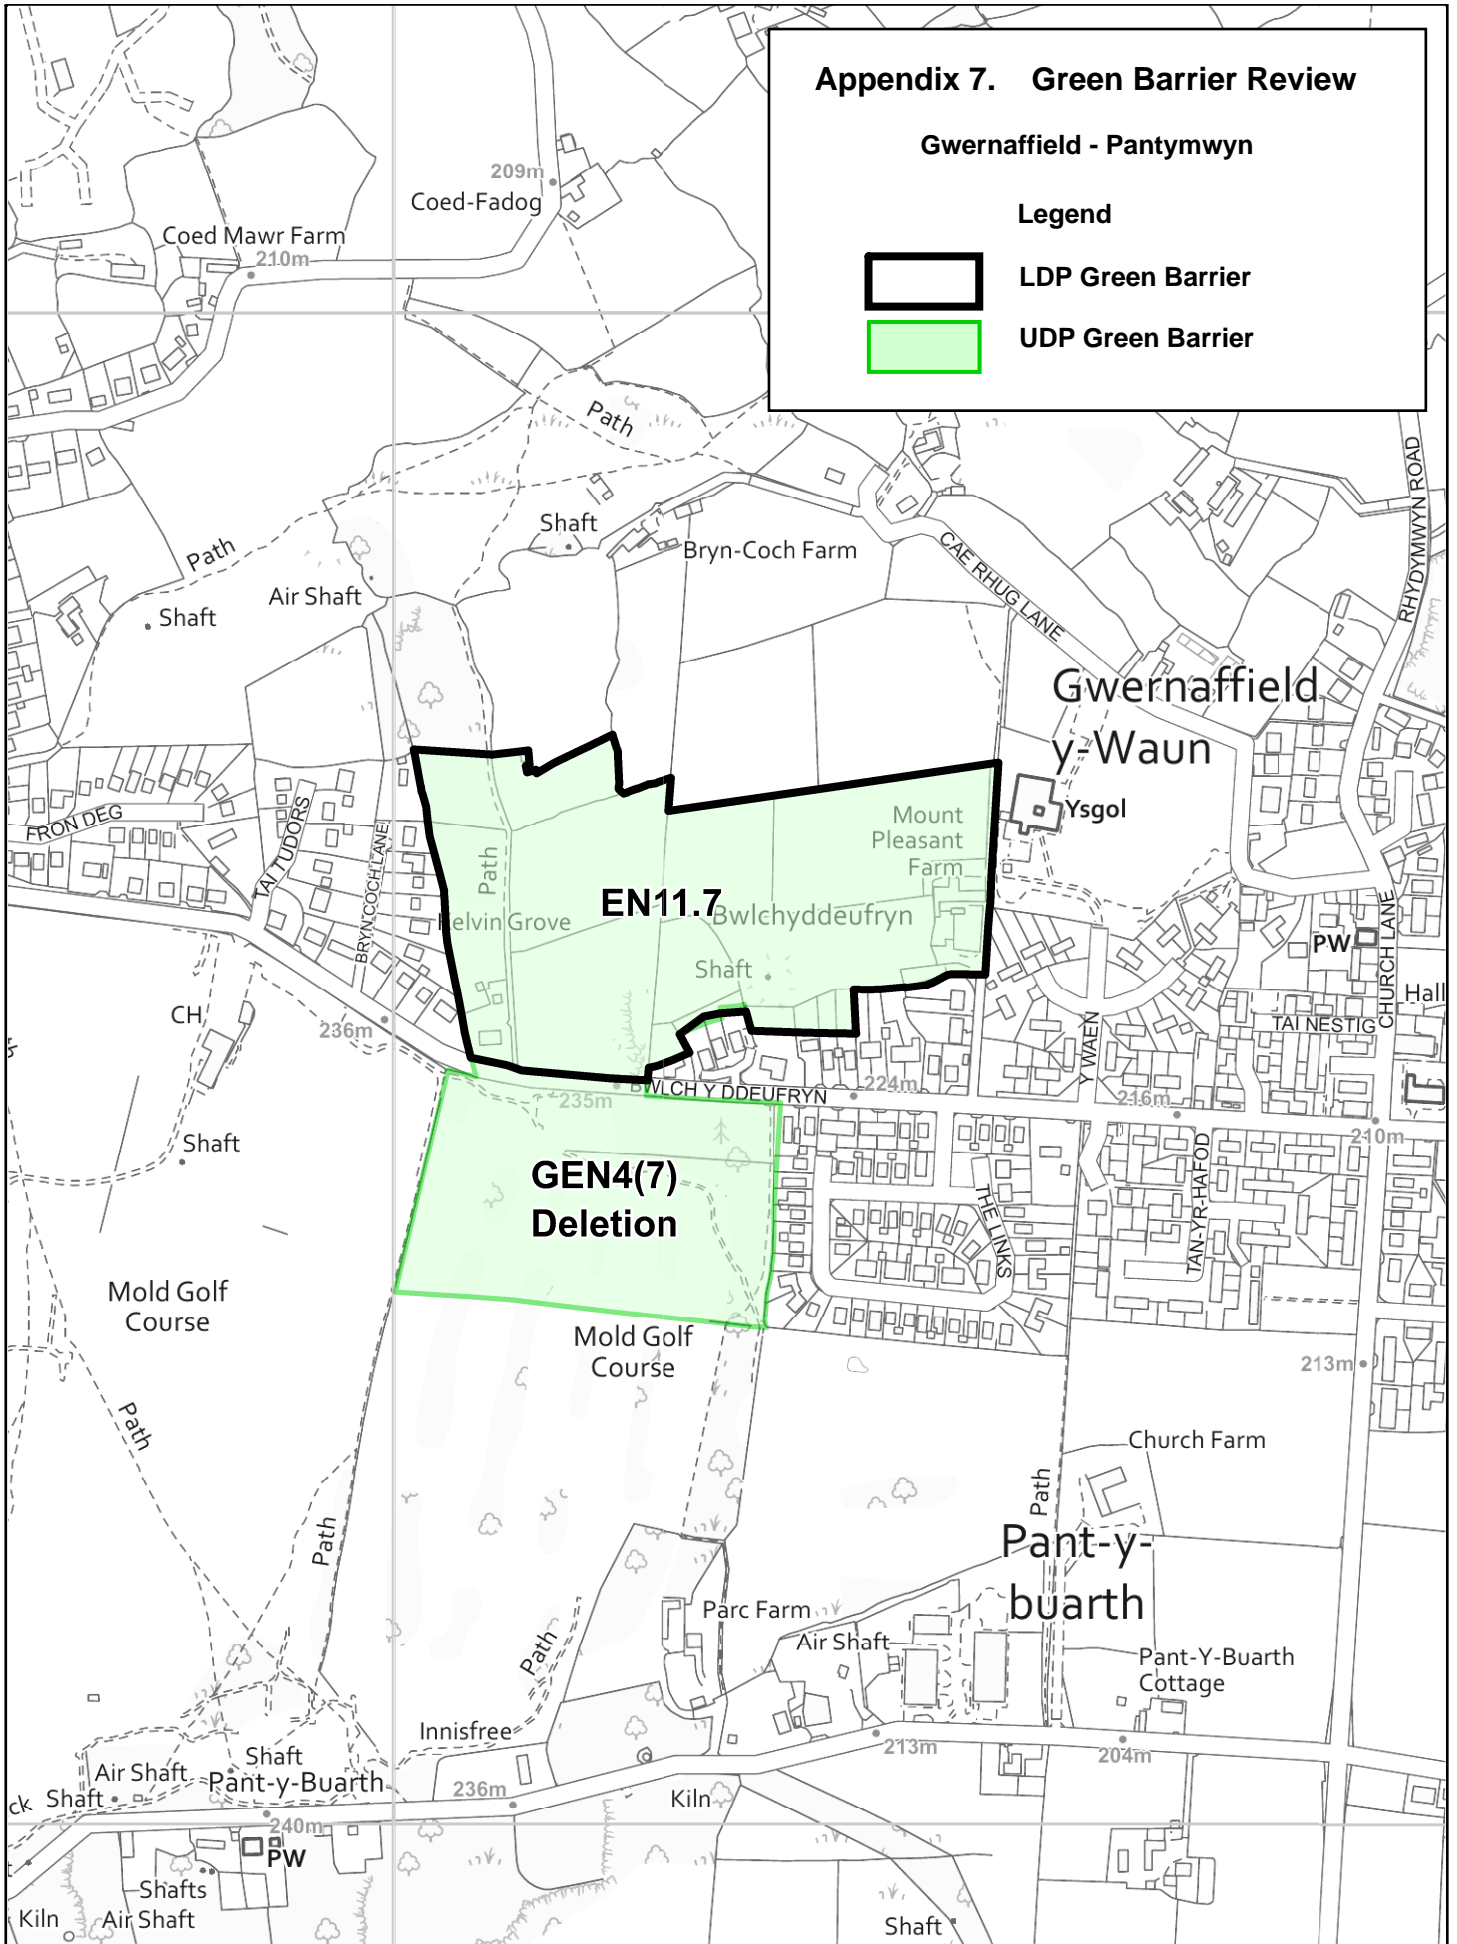 Appendix 7. Green Barrier Review
Gwernaffield - Pantymwyn
Legend
LDP Green Barrier
UDP Green Barrier
209m
Coed-Fadog
Coed Mawr Farm
210m
Path
Shaft
Bryn-Coch Farm
CAE RHUG LANE
RHYDYMWYN ROAD
Path
Air Shaft
Shaft
Gwernaffield
y-Waun
Ysgol
Mount
Pleasant
Farm
FRON DEG
TAI TUDORS
BRYN COCH LANE
Path
Kelvin Grove
EN11.7
Bwlchyddeufryn
Shaft
PW
CHURCH LANE
Hall
TAI NESTIG
CH
236m
Y WAEN
BWLCH Y DDEUFRYN
235m
224m
216m
210m
Shaft
GEN4(7)
Deletion
THE LINKS
TAN-YR-HAFOD
Mold Golf
Course
Mold Golf
Course
213m
Path
Church Farm
Path
Path
Pant-y-
buarth
Parc Farm
Air Shaft
Path
Pant-Y-Buarth
Cottage
Innisfree
213m
204m
Shaft
Air Shaft
Pant-y-Buarth
ck
Shaft
236m
Kiln
240m
PW
Shafts
Kiln
Air Shaft
Shaft